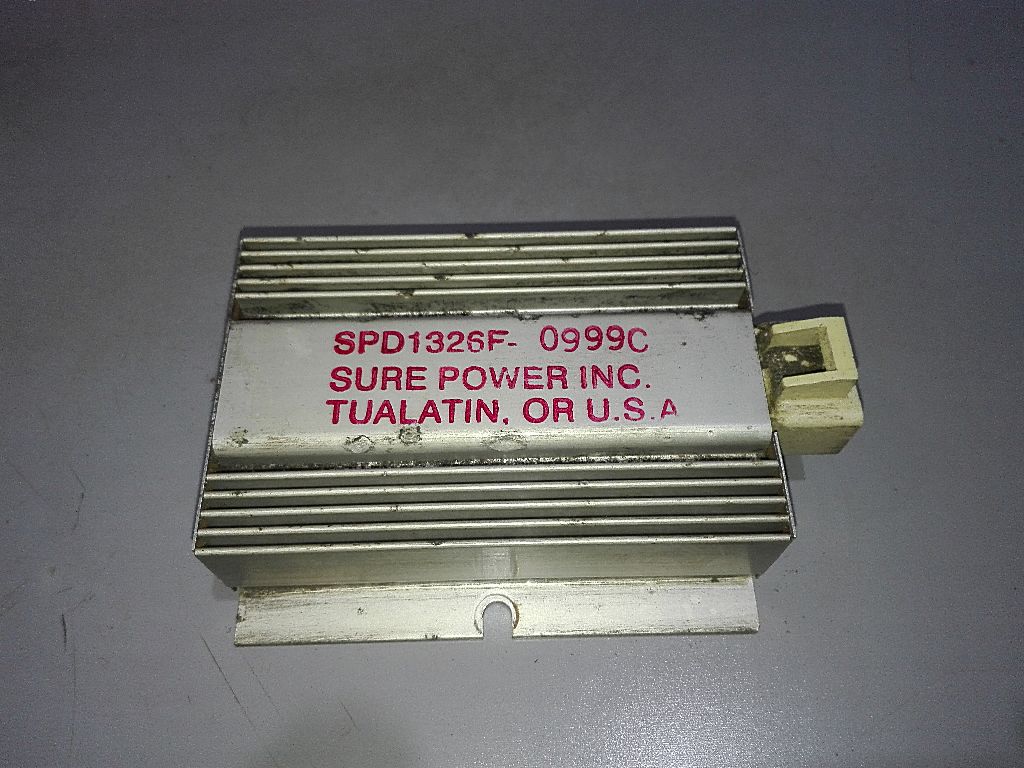 SPD1326F- 0999C
SURE POWER INC.
TUALATIN, OR U.S.A